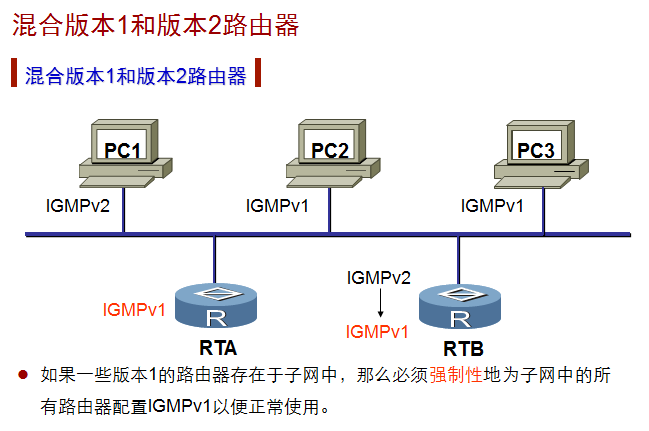 混合版本1和版本2路由器
混合版本1和版本2路由器
PC1
PC2
PC3
IGMPv2
IGMPv1
IGMPv1
IGMPv2
IGMPv1
IGMPv1
R
R
RTA
RTB
如果一些版本1的路由器存在于子网中，那么必须强制性地为子网中的所
有路由器配置IGMPv1以便正常使用。